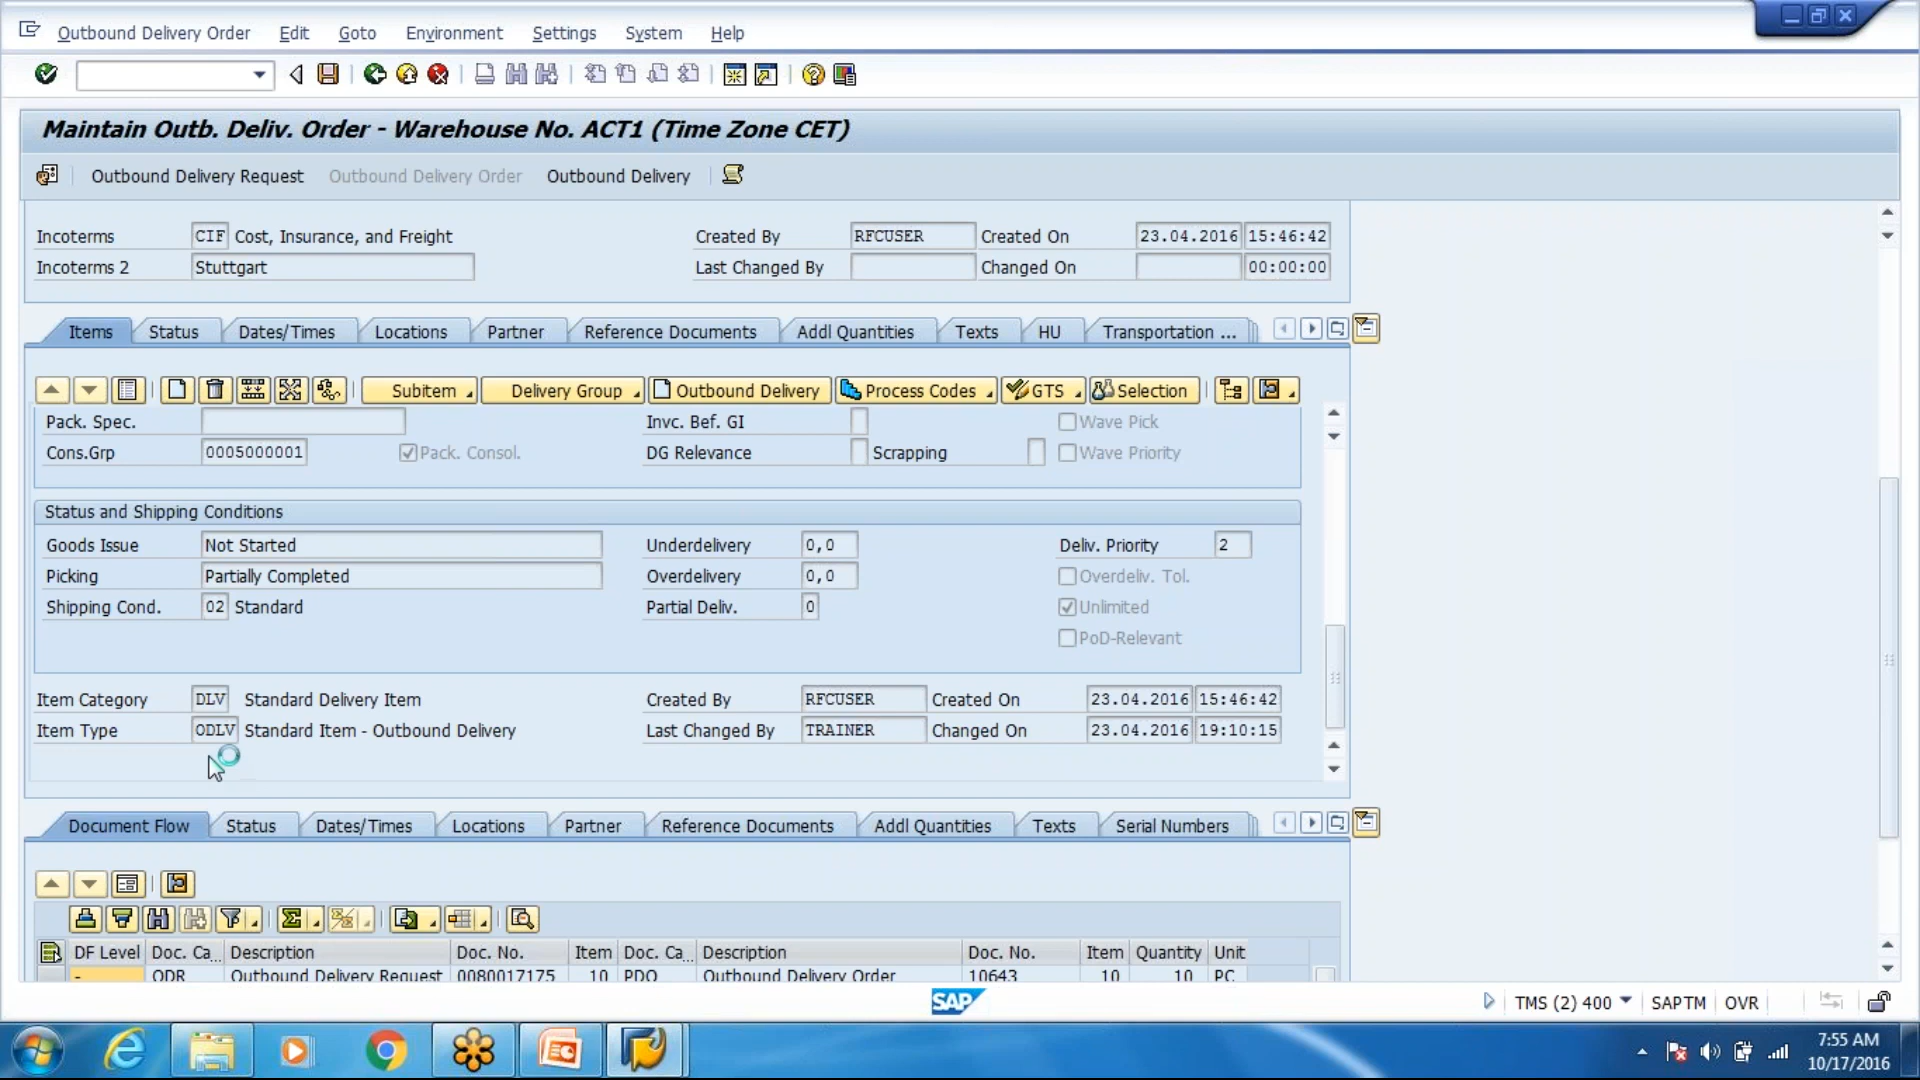 Outbound Delivery Order Edit Goto Environment Settings System Help
Maintain Outb. Deliv. Order - Warehouse No. ACT1 (Time Zone CET)
Outbound Delivery Request Outbound Delivery Order Outbound Delivery
Incoterms CIF Cost, Insurance, and Freight Created By RFCUSER Created On 23.04.2016 15:46:42
Incoterms 2 Stuttgart Last Changed By Changed On 00:00:00
Items Status Dates/Times Locations Partner Reference Documents Addl Quantities Texts HU Transportation ...
Subitem Delivery Group Outbound Delivery Process Codes GTS Selection
Pack. Spec. Invc. Bef. GI Wave Pick
Cons.Grp 0005000001 Pack. Consol. DG Relevance Scrapping Wave Priority
Status and Shipping Conditions
Goods Issue Not Started Underdelivery 0,0 Deliv. Priority 2
Picking Partially Completed Overdelivery 0,0 Overdeliv. Tol.
Shipping Cond. 02 Standard Partial Deliv. 0 Unlimited
PoD-Relevant
Item Category DLV Standard Delivery Item Created By RFCUSER Created On 23.04.2016 15:46:42
Item Type ODLV Standard Item - Outbound Delivery Last Changed By TRAINER Changed On 23.04.2016 19:10:15
Document Flow Status Dates/Times Locations Partner Reference Documents Addl Quantities Texts Serial Numbers
DF Level Doc. Ca... Description Doc. No. Item Doc. Ca... Description Doc. No. Item Quantity Unit
- ODR Outbound Delivery Request 0080017175 10 PDO Outbound Delivery Order 10643 10 10 PC
SAP TMS (2) 400 SAPTM OVR
7:55 AM
10/17/2016